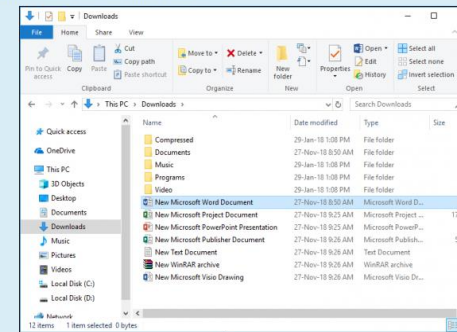 Downloads
File Home Share View
Pin to Quick access
Copy
Paste
Cut
Copy path
Paste shortcut
Clipboard
Move to
Copy to
Delete
Rename
Organize
New folder
New
Properties
Open
Edit
History
Open
Select all
Select none
Invert selection
Select
This PC > Downloads >
Search Downloads
Name Date modified Type Size
Quick access
OneDrive
This PC
3D Objects
Desktop
Documents
Downloads
Music
Pictures
Videos
Local Disk (C:)
Local Disk (D:)
Network
Compressed 29-Jan-18 1:08 PM File folder
Documents 27-Nov-18 8:50 AM File folder
Music 29-Jan-18 1:08 PM File folder
Programs 29-Jan-18 1:08 PM File folder
Video 29-Jan-18 1:08 PM File folder
New Microsoft Word Document 27-Nov-18 8:50 AM Microsoft Word D...
New Microsoft Project Document 27-Nov-18 9:25 AM Microsoft Project ...
New Microsoft PowerPoint Presentation 27-Nov-18 9:25 AM Microsoft PowerP...
New Microsoft Publisher Document 27-Nov-18 9:26 AM Microsoft Publish...
New Text Document 27-Nov-18 9:26 AM Text Document
New WinRAR archive 27-Nov-18 9:26 AM WinRAR archive
New Microsoft Visio Drawing 27-Nov-18 9:26 AM Microsoft Visio Dr...
12 items 1 item selected 0 bytes